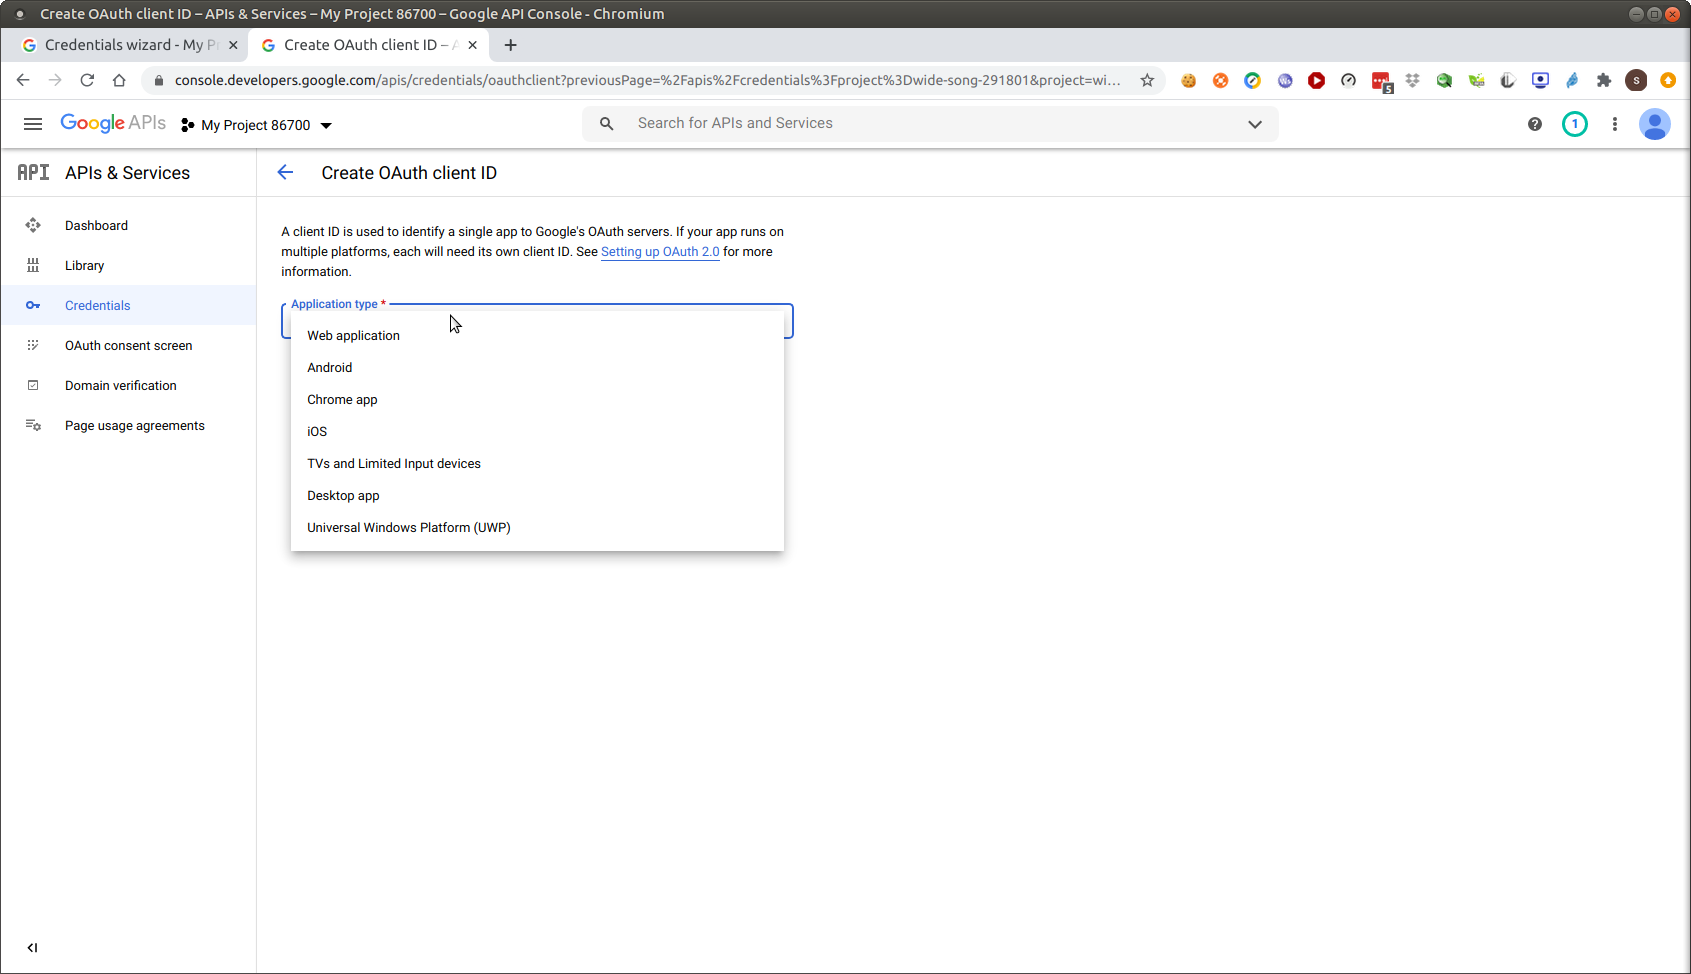 Create OAuth client ID – APIs & Services – My Project 86700 – Google API Console - Chromium
Credentials wizard - My P
Create OAuth client ID –
console.developers.google.com/apis/credentials/oauthclient?previousPage=%2Fapis%2Fcredentials%3Fproject%3Dwide-song-291801&project=wi...
5
S
Google APIs
My Project 86700
Search for APIs and Services
1
API
APIs & Services
Create OAuth client ID
Dashboard
Library
Credentials
OAuth consent screen
Domain verification
Page usage agreements
A client ID is used to identify a single app to Google's OAuth servers. If your app runs on
multiple platforms, each will need its own client ID. See Setting up OAuth 2.0 for more
information.
Application type *
Web application
Android
Chrome app
iOS
TVs and Limited Input devices
Desktop app
Universal Windows Platform (UWP)